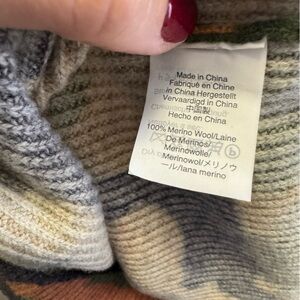 Made in China
Fabriqué en Chine
in China Hergestellt
Vervaardigd in China
中国製
Hecho en China
100% Merino Wool/Laine
De Merinos/
Merinowolle/
Merinowol/メリノウ
ール/lana merino